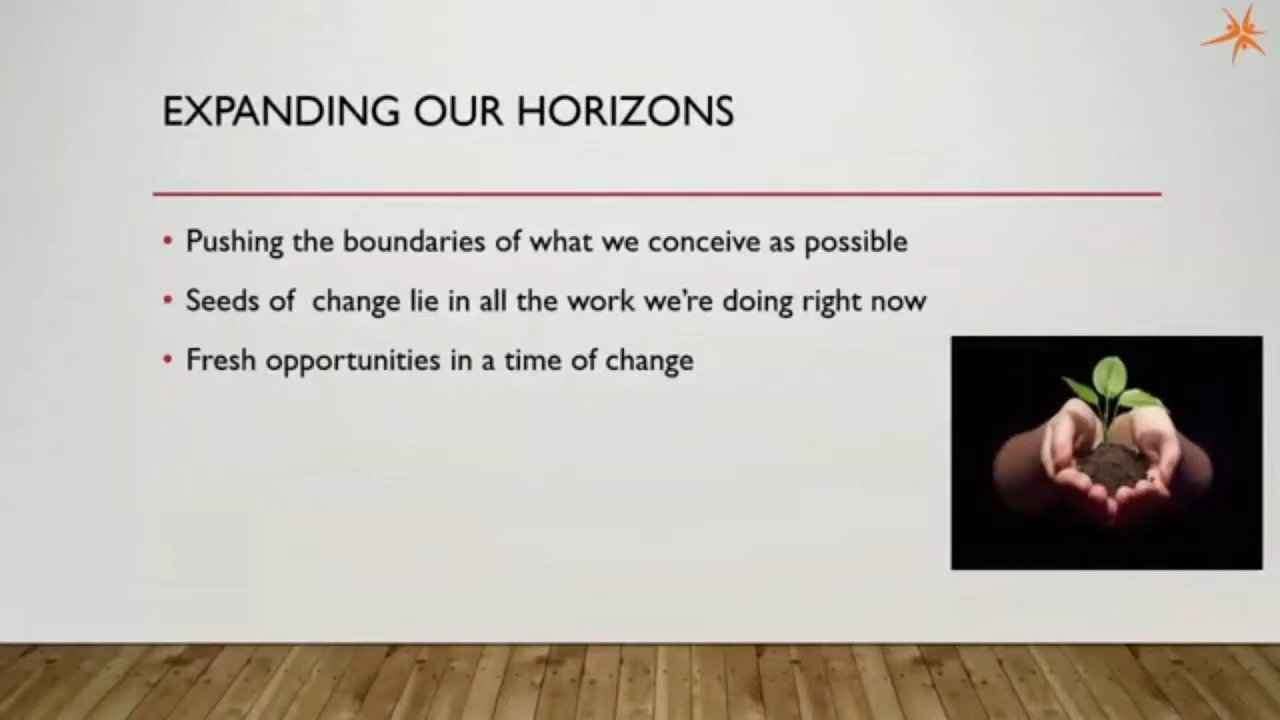 EXPANDING OUR HORIZONS
• Pushing the boundaries of what we conceive as possible
• Seeds of  change lie in all the work we’re doing right now
• Fresh opportunities in a time of change